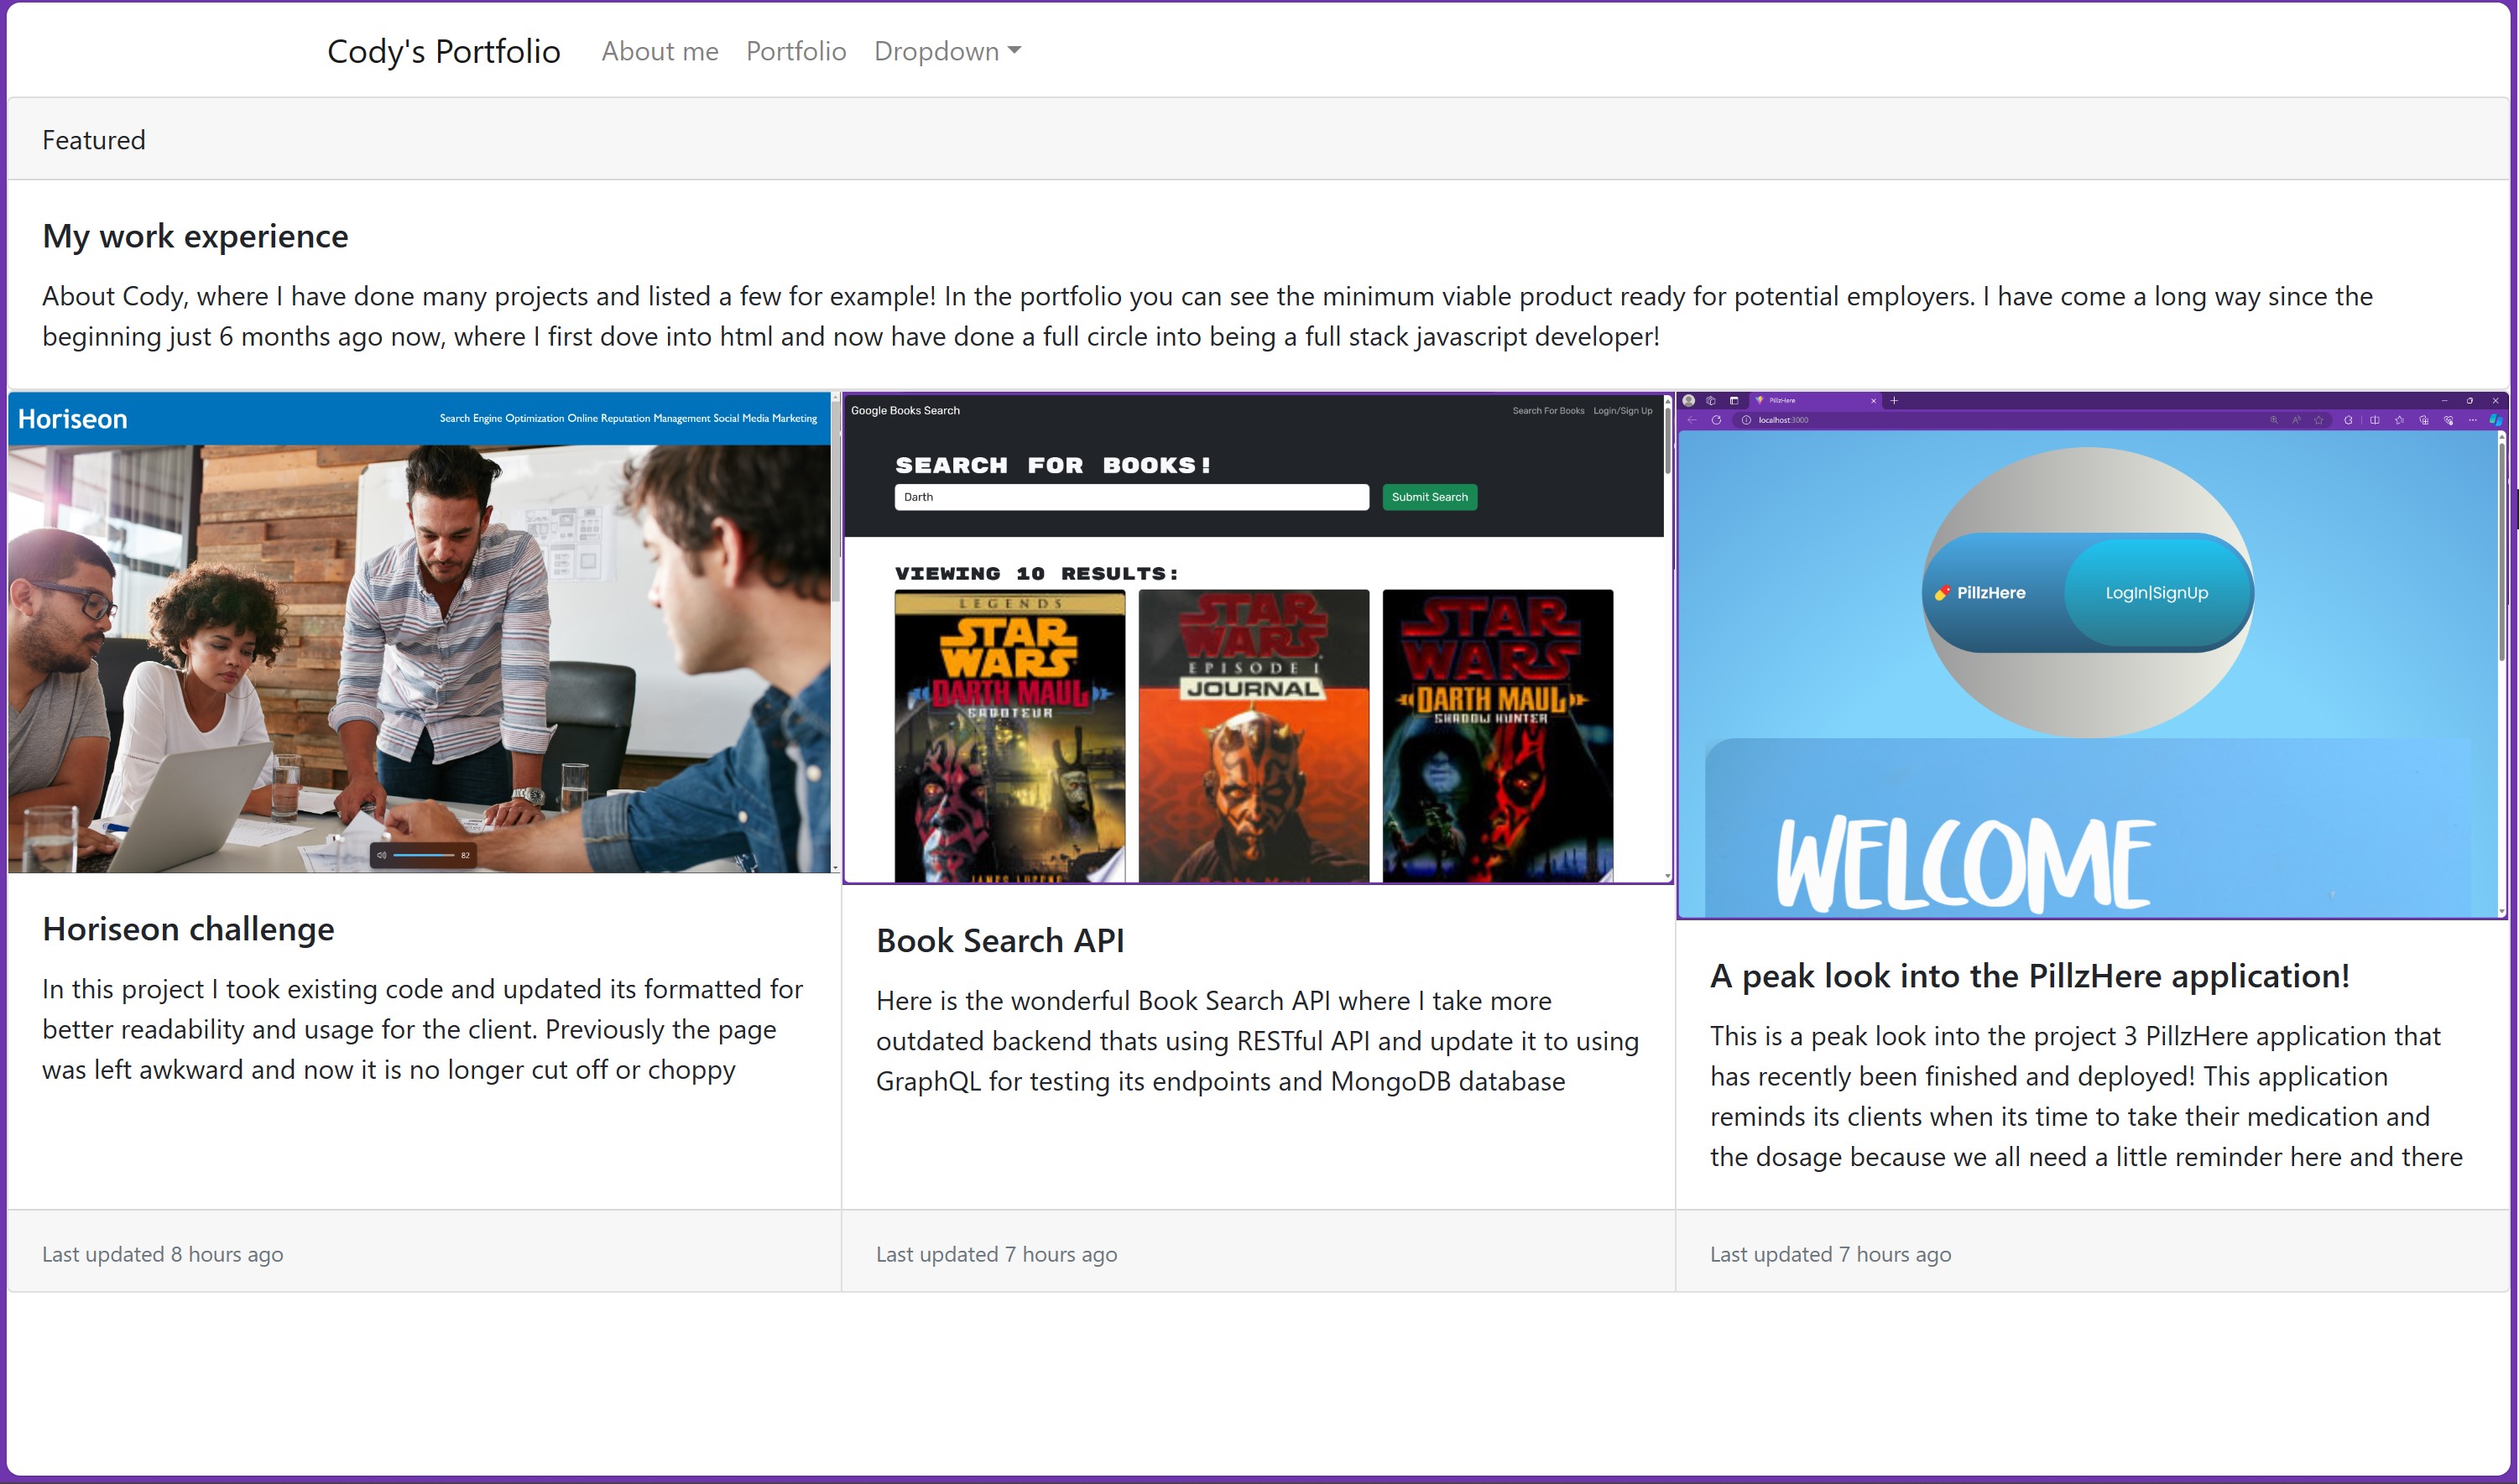 Cody's Portfolio About me Portfolio Dropdown
Featured
My work experience
About Cody, where I have done many projects and listed a few for example! In the portfolio you can see the minimum viable product ready for potential employers. I have come a long way since the
beginning just 6 months ago now, where I first dove into html and now have done a full circle into being a full stack javascript developer!
Horiseon
Search Engine Optimization Online Reputation Management Social Media Marketing
82
Horiseon challenge
In this project I took existing code and updated its formatted for
better readability and usage for the client. Previously the page
was left awkward and now it is no longer cut off or choppy
Last updated 8 hours ago
Google Books Search
Search For Books Login/Sign Up
SEARCH FOR BOOKS!
Darth
Submit Search
VIEWING 10 RESULTS:
LEGENDS
STAR
WARS
DARTH MAUL
SABOTEUR
JAMES LUCENO
STAR
WARS
EPISODE I
JOURNAL
Darth Maul
STAR
WARS
DARTH MAUL
SHADOW HUNTER
Book Search API
Here is the wonderful Book Search API where I take more
outdated backend thats using RESTful API and update it to using
GraphQL for testing its endpoints and MongoDB database
Last updated 7 hours ago
PillzHere
localhost:3000
PillzHere
LogIn|SignUp
WELCOME
A peak look into the PillzHere application!
This is a peak look into the project 3 PillzHere application that
has recently been finished and deployed! This application
reminds its clients when its time to take their medication and
the dosage because we all need a little reminder here and there
Last updated 7 hours ago